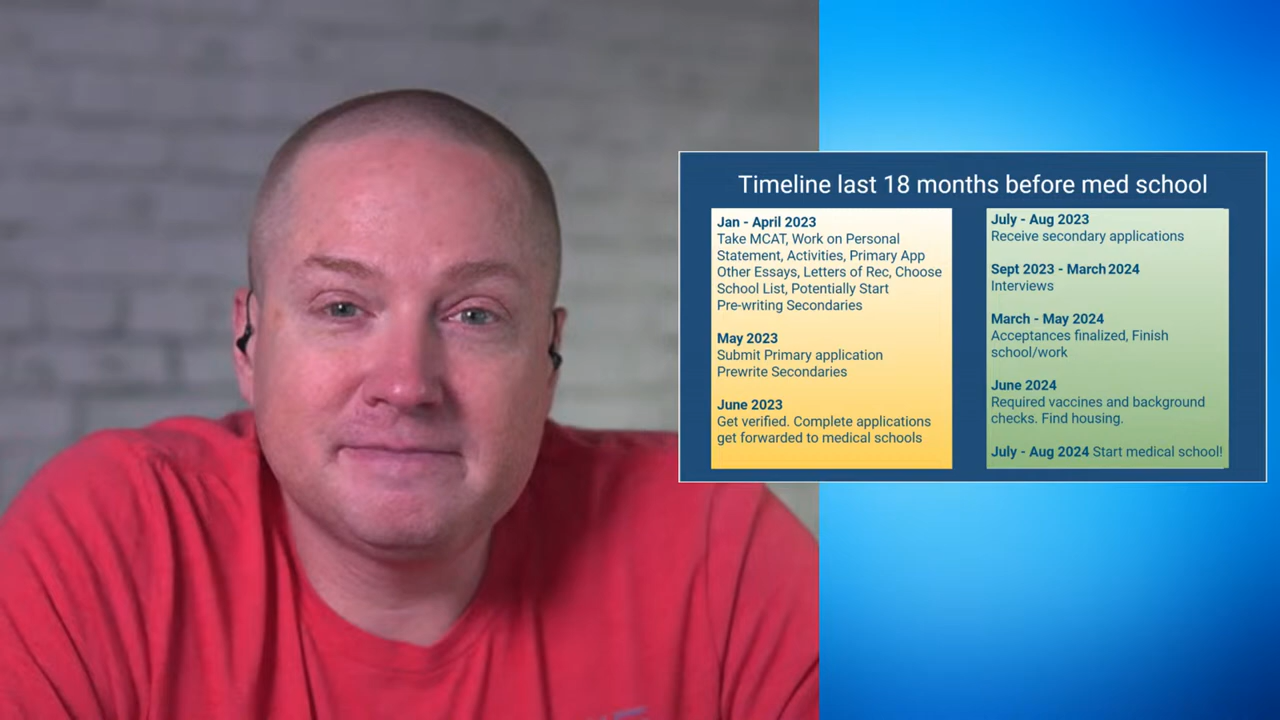 Timeline last 18 months before med school
Jan - April 2023
Take MCAT, Work on Personal
Statement, Activities, Primary App
Other Essays, Letters of Rec, Choose
School List, Potentially Start
Pre-writing Secondaries
May 2023
Submit Primary application
Prewrite Secondaries
June 2023
Get verified. Complete applications
get forwarded to medical schools
July - Aug 2023
Receive secondary applications
Sept 2023 - March 2024
Interviews
March - May 2024
Acceptances finalized, Finish
school/work
June 2024
Required vaccines and background
checks. Find housing.
July - Aug 2024 Start medical school!